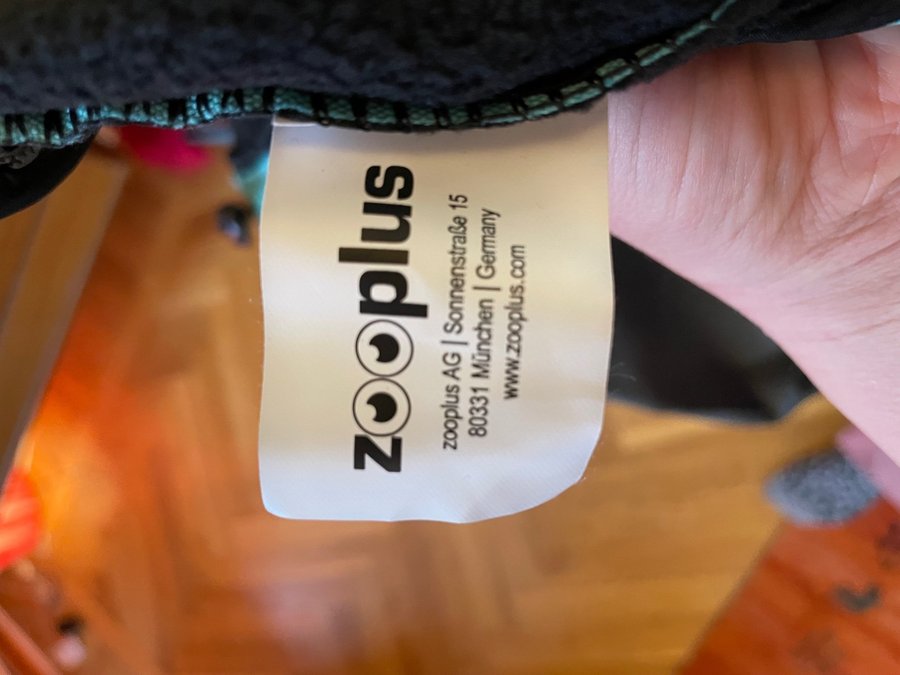 zooplus
zooplus AG | Sonnenstraße 15
80331 München | Germany
www.zooplus.com